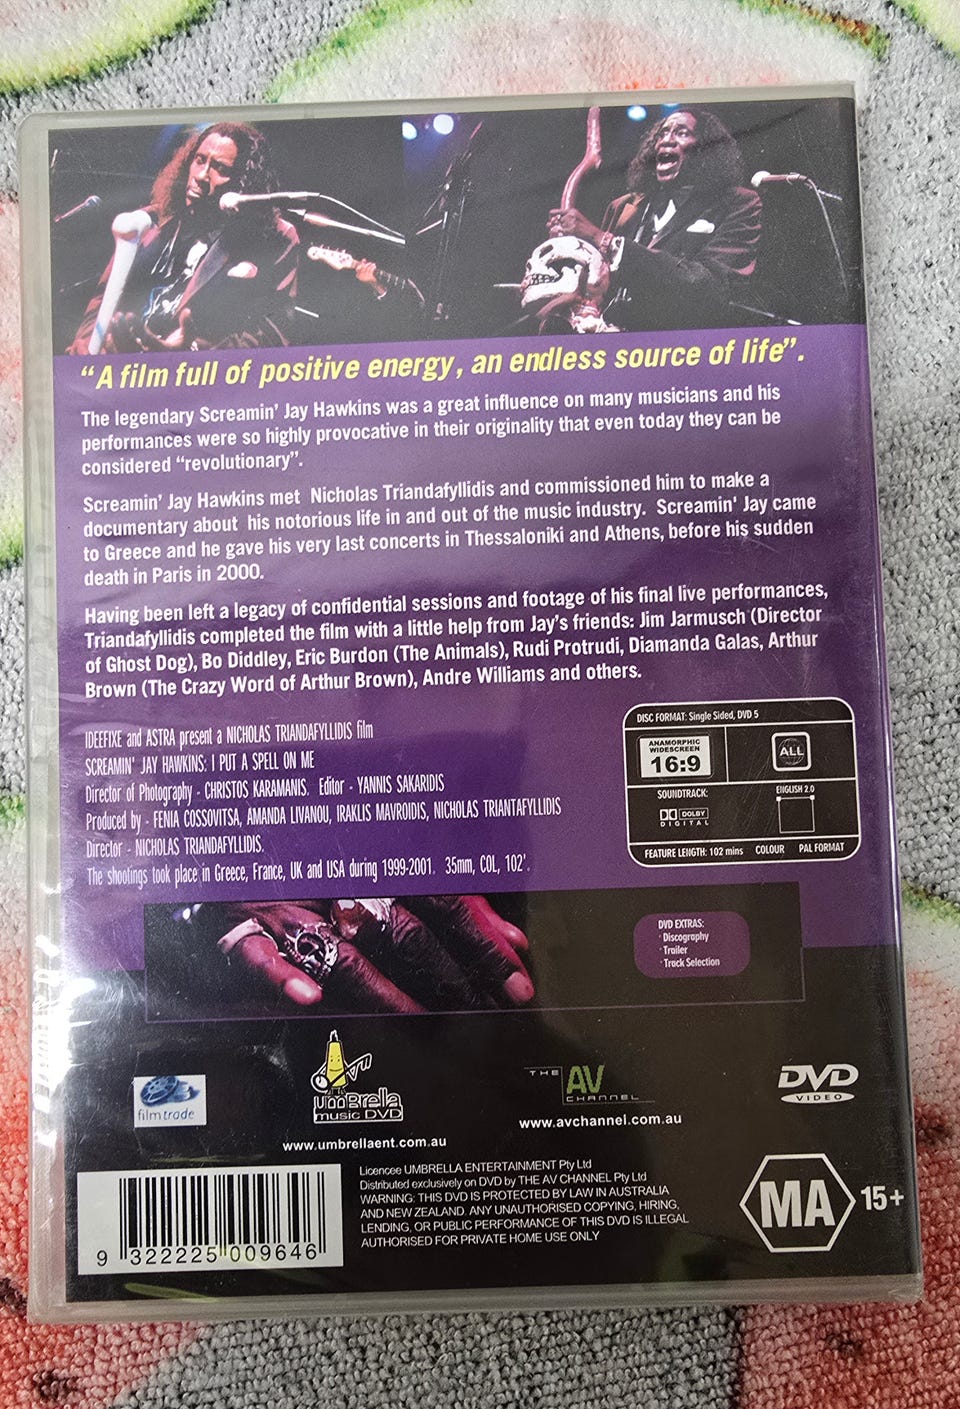 “A film full of positive energy, an endless source of life”.
The legendary Screamin' Jay Hawkins was a great influence on many musicians and his
performances were so highly provocative in their originality that even today they can be
considered “revolutionary”.
Screamin' Jay Hawkins met Nicholas Triandafyllidis and commissioned him to make a
documentary about his notorious life in and out of the music industry. Screamin' Jay came
to Greece and he gave his very last concerts in Thessaloniki and Athens, before his sudden
death in Paris in 2000.
Having been left a legacy of confidential sessions and footage of his final live performances,
Triandafyllidis completed the film with a little help from Jay's friends: Jim Jarmusch (Director
of Ghost Dog), Bo Diddley, Eric Burdon (The Animals), Rudi Protrudi, Diamanda Galas, Arthur
Brown (The Crazy Word of Arthur Brown), Andre Williams and others.
IDEEFIXE and ASTRA present a NICHOLAS TRIANDAFYLLIDIS film
SCREAMIN' JAY HAWKINS: I PUT A SPELL ON ME
Director of Photography - CHRISTOS KARAMANIS. Editor - YANNIS SAKARIDIS
Produced by - FENIA COSSOVITSA, AMANDA LIVANOU, IRAKLIS MAVROIDIS, NICHOLAS TRIANTAFYLLIDIS
Director - NICHOLAS TRIANDAFYLLIDIS.
The shootings took place in Greece, France, UK and USA during 1999-2001. 35mm, COL, 102'.
DISC FORMAT: Single Sided, DVD 5
ANAMORPHIC
WIDESCREEN
16:9
ALL
SOUNDTRACK:
DOLBY
DIGITAL
ENGLISH 2.0
FEATURE LENGTH: 102 mins COLOUR PAL FORMAT
DVD EXTRAS:
· Discography
· Trailer
· Track Selection
filmtrade
umbrella
music DVD
www.umbrellaent.com.au
THE AV
CHANNEL
www.avchannel.com.au
DVD
VIDEO
9 322225 009646
Licencee UMBRELLA ENTERTAINMENT Pty Ltd
Distributed exclusively on DVD by THE AV CHANNEL Pty Ltd
WARNING: THIS DVD IS PROTECTED BY LAW IN AUSTRALIA
AND NEW ZEALAND. ANY UNAUTHORISED COPYING, HIRING,
LENDING, OR PUBLIC PERFORMANCE OF THIS DVD IS ILLEGAL
AUTHORISED FOR PRIVATE HOME USE ONLY
MA 15+